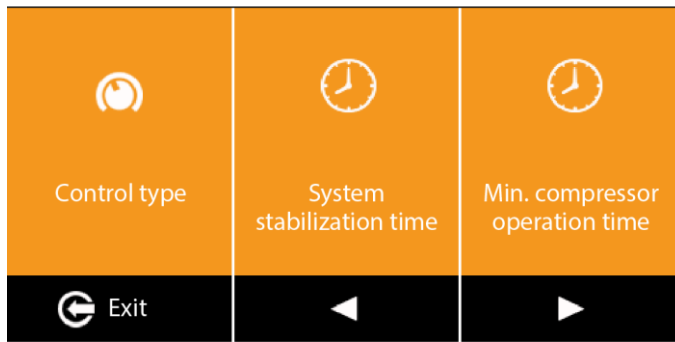 Control type
System
stabilization time
Min. compressor
operation time
Exit